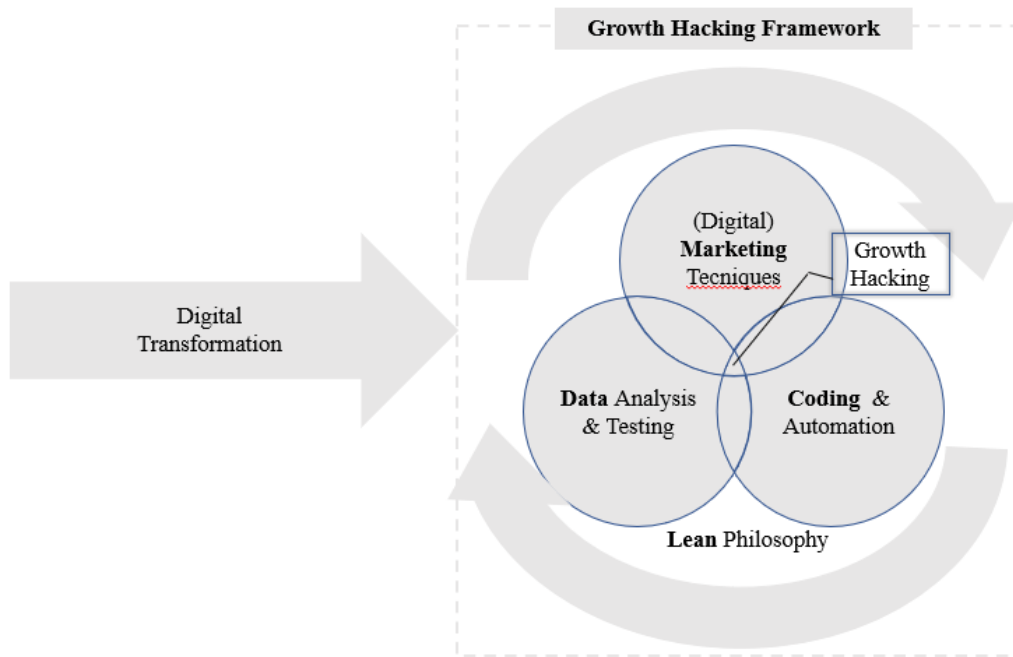 Growth Hacking Framework
(Digital)
Marketing
Tecniques
Growth
Hacking
Digital
Transformation
Data Analysis
& Testing
Coding &
Automation
Lean Philosophy